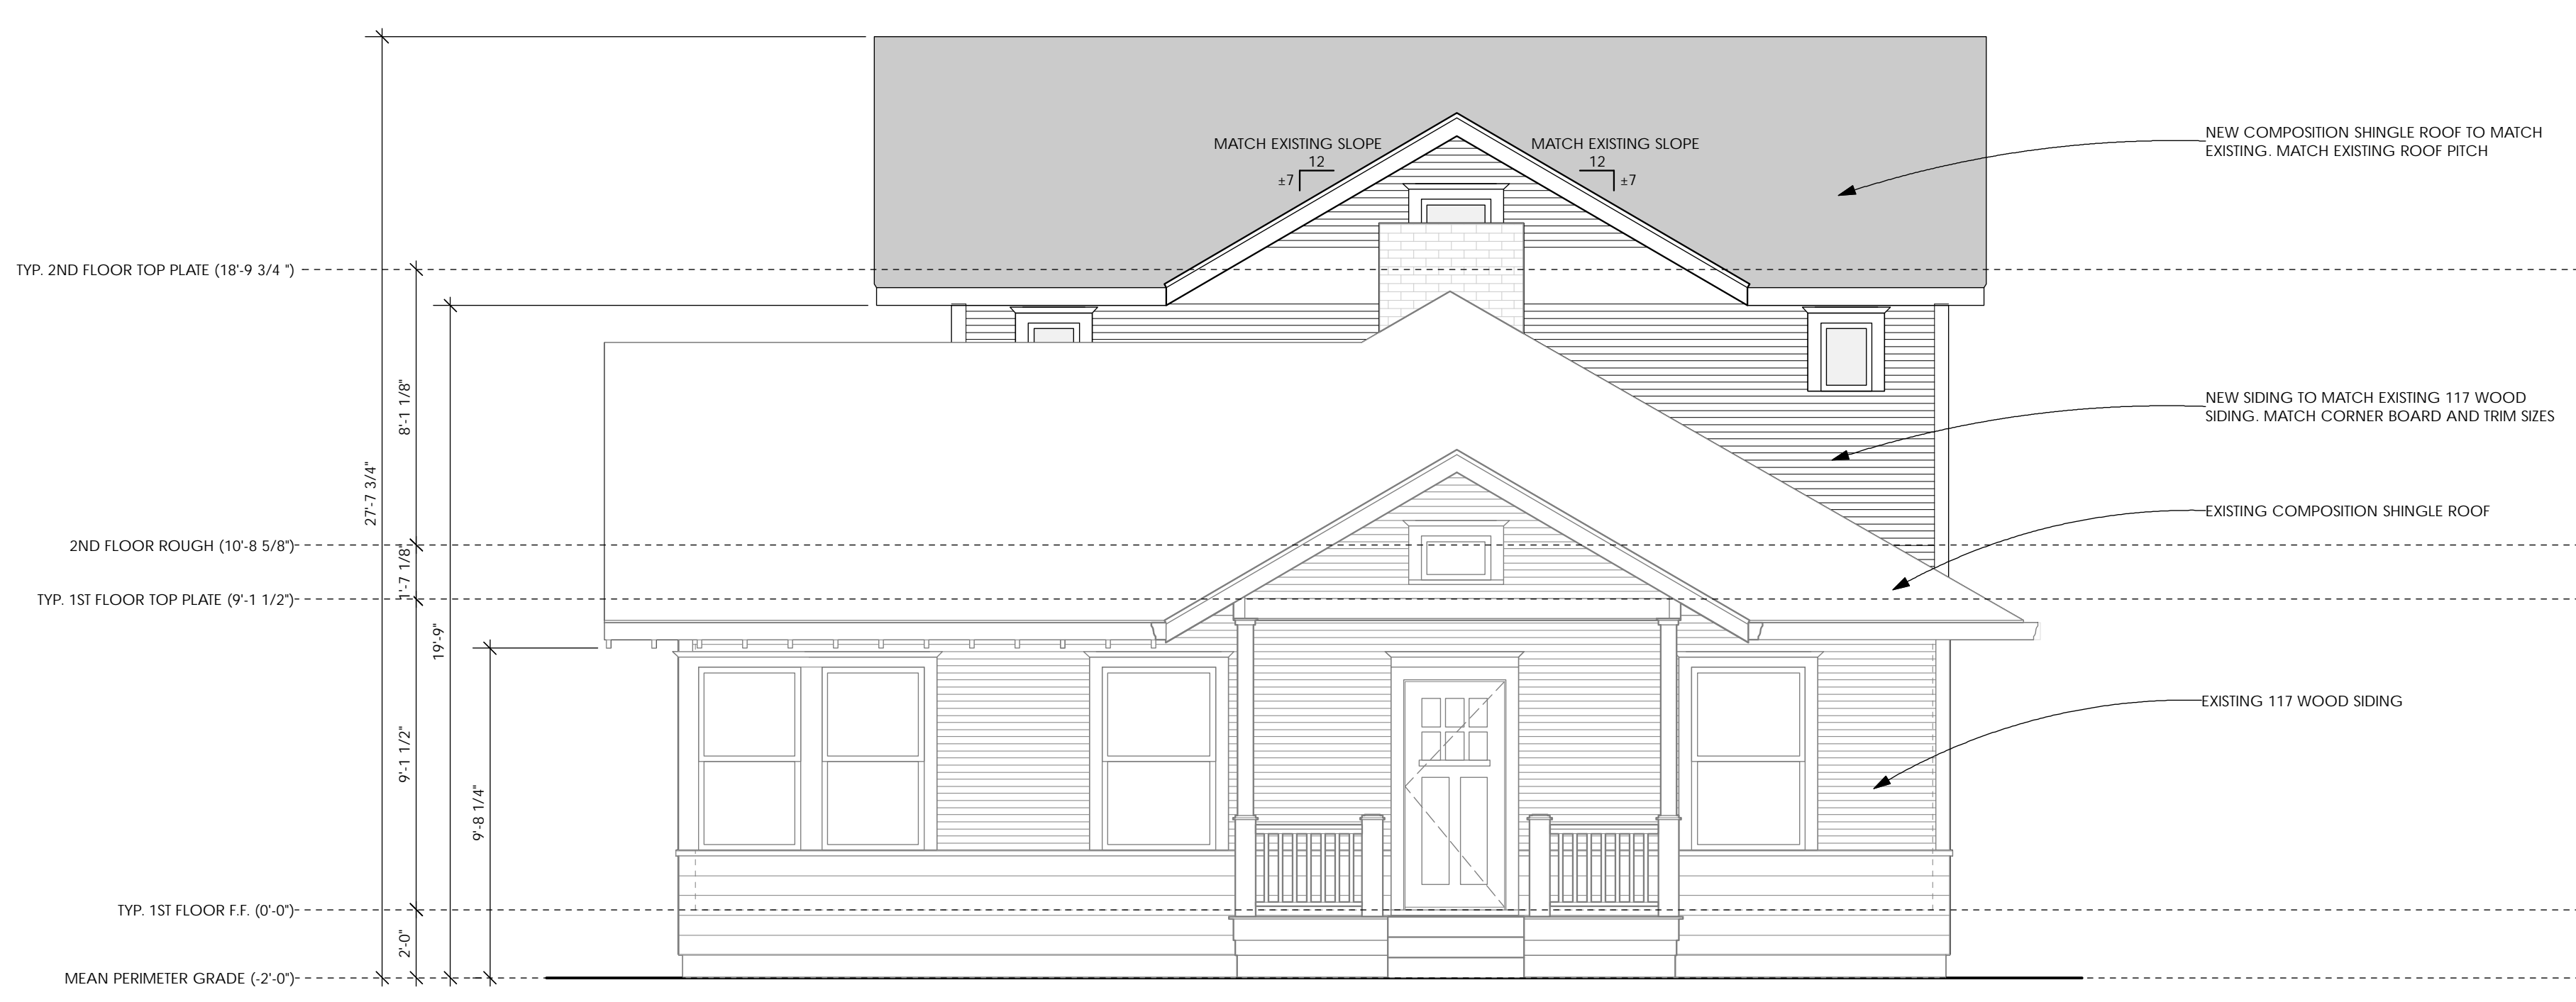 MATCH EXISTING SLOPE
12
±7
MATCH EXISTING SLOPE
12
±7
NEW COMPOSITION SHINGLE ROOF TO MATCH
EXISTING. MATCH EXISTING ROOF PITCH
TYP. 2ND FLOOR TOP PLATE (18'-9 3/4 ")
8'-1 1/8"
NEW SIDING TO MATCH EXISTING 117 WOOD
SIDING. MATCH CORNER BOARD AND TRIM SIZES
27'-7 3/4"
EXISTING COMPOSITION SHINGLE ROOF
2ND FLOOR ROUGH (10'-8 5/8")
1'-7 1/8"
TYP. 1ST FLOOR TOP PLATE (9'-1 1/2")
19'-9"
EXISTING 117 WOOD SIDING
9'-1 1/2"
9'-8 1/4"
TYP. 1ST FLOOR F.F. (0'-0")
2'-0"
MEAN PERIMETER GRADE (-2'-0")